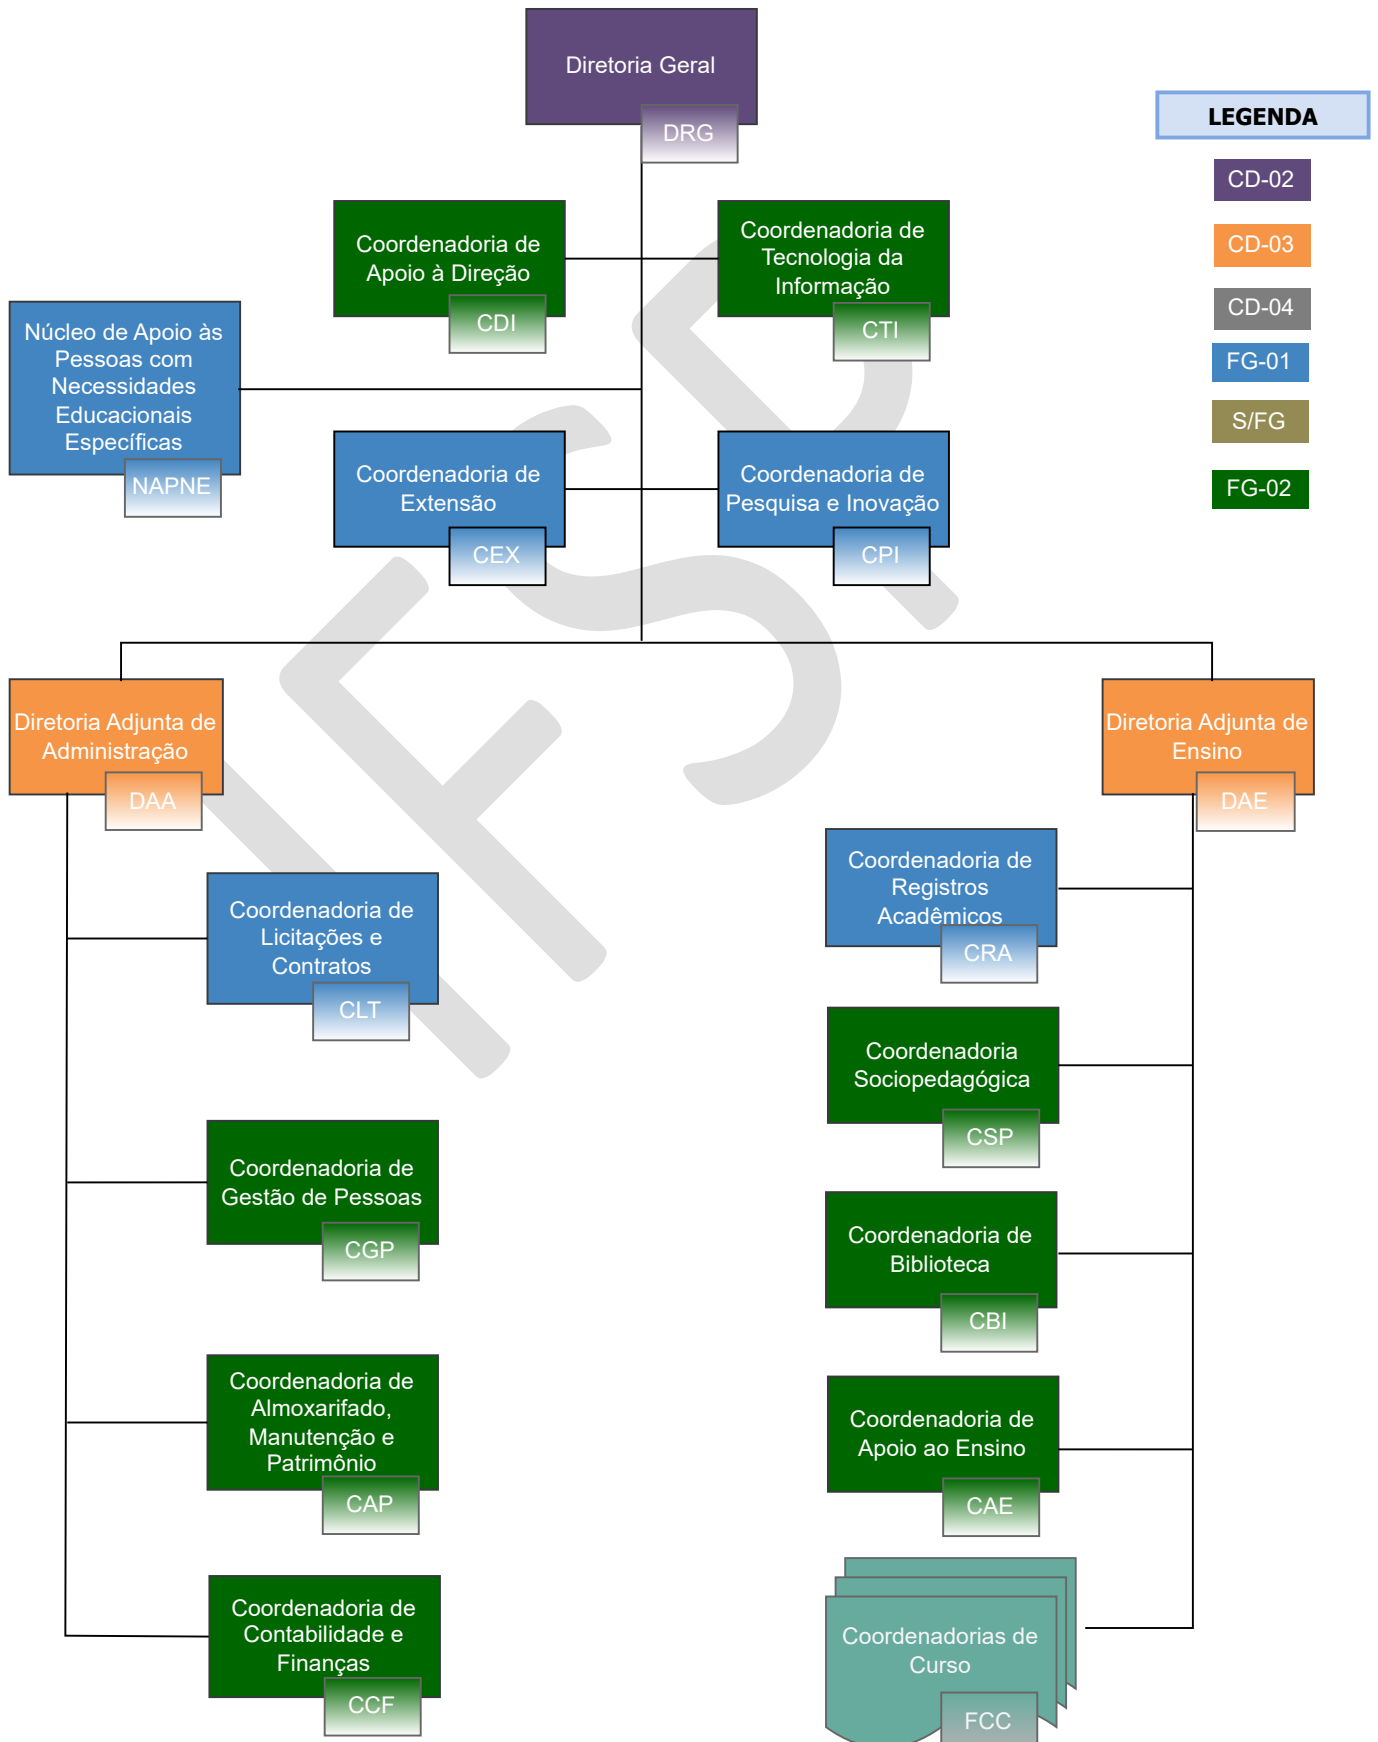 Diretoria Geral
DRG
LEGENDA
CD-02
CD-03
CD-04
FG-01
S/FG
FG-02
Coordenadoria de
Apoio à Direção
CDI
Coordenadoria de
Tecnologia da
Informação
CTI
Núcleo de Apoio às
Pessoas com
Necessidades
Educacionais
Específicas
NAPNE
Coordenadoria de
Extensão
CEX
Coordenadoria de
Pesquisa e Inovação
CPI
IFSP
Diretoria Adjunta de
Administração
DAA
Diretoria Adjunta de
Ensino
DAE
Coordenadoria de
Licitações e
Contratos
CLT
Coordenadoria de
Gestão de Pessoas
CGP
Coordenadoria de
Almoxarifado,
Manutenção e
Patrimônio
CAP
Coordenadoria de
Contabilidade e
Finanças
CCF
Coordenadoria de
Registros
Acadêmicos
CRA
Coordenadoria
Sociopedagógica
CSP
Coordenadoria de
Biblioteca
CBI
Coordenadoria de
Apoio ao Ensino
CAE
Coordenadorias de
Curso
FCC